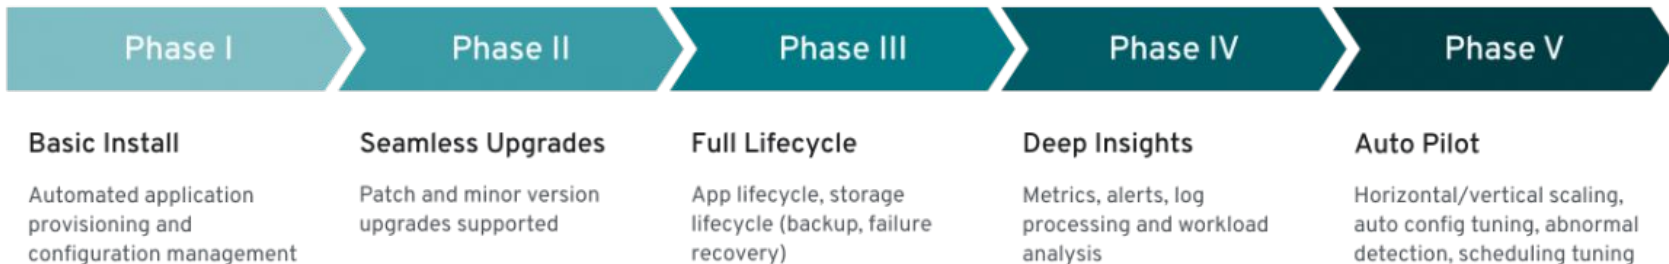 Phase I
Phase II
Phase III
Phase IV
Phase V
Basic Install
Automated application
provisioning and
configuration management
Seamless Upgrades
Patch and minor version
upgrades supported
Full Lifecycle
App lifecycle, storage
lifecycle (backup, failure
recovery)
Deep Insights
Metrics, alerts, log
processing and workload
analysis
Auto Pilot
Horizontal/vertical scaling,
auto config tuning, abnormal
detection, scheduling tuning